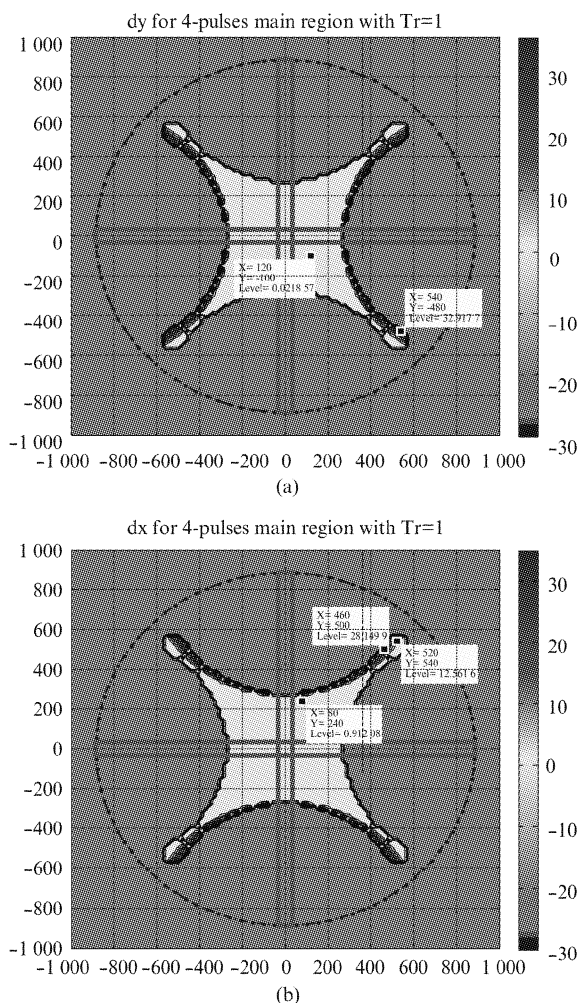 dy for 4-pulses main region with Tr=1
1 000
800
600
400
200
0
-200
-400
-600
-800
-1 000
X= 120
Y= -100
Level= 0.0218 57
X= 540
Y= -480
Level= 32.917 7
30
20
10
0
-10
-20
-30
-1 000 -800 -600 -400 -200 0 200 400 600 800 1 000
(a)
dx for 4-pulses main region with Tr=1
1 000
800
600
400
200
0
-200
-400
-600
-800
-1 000
X= 460
Y= 500
Level= 28.149 9
X= 520
Y= 540
Level= 12.561 6
X= 80
Y= 240
Level= 0.912 08
30
20
10
0
-10
-20
-30
-1 000 -800 -600 -400 -200 0 200 400 600 800 1 000
(b)